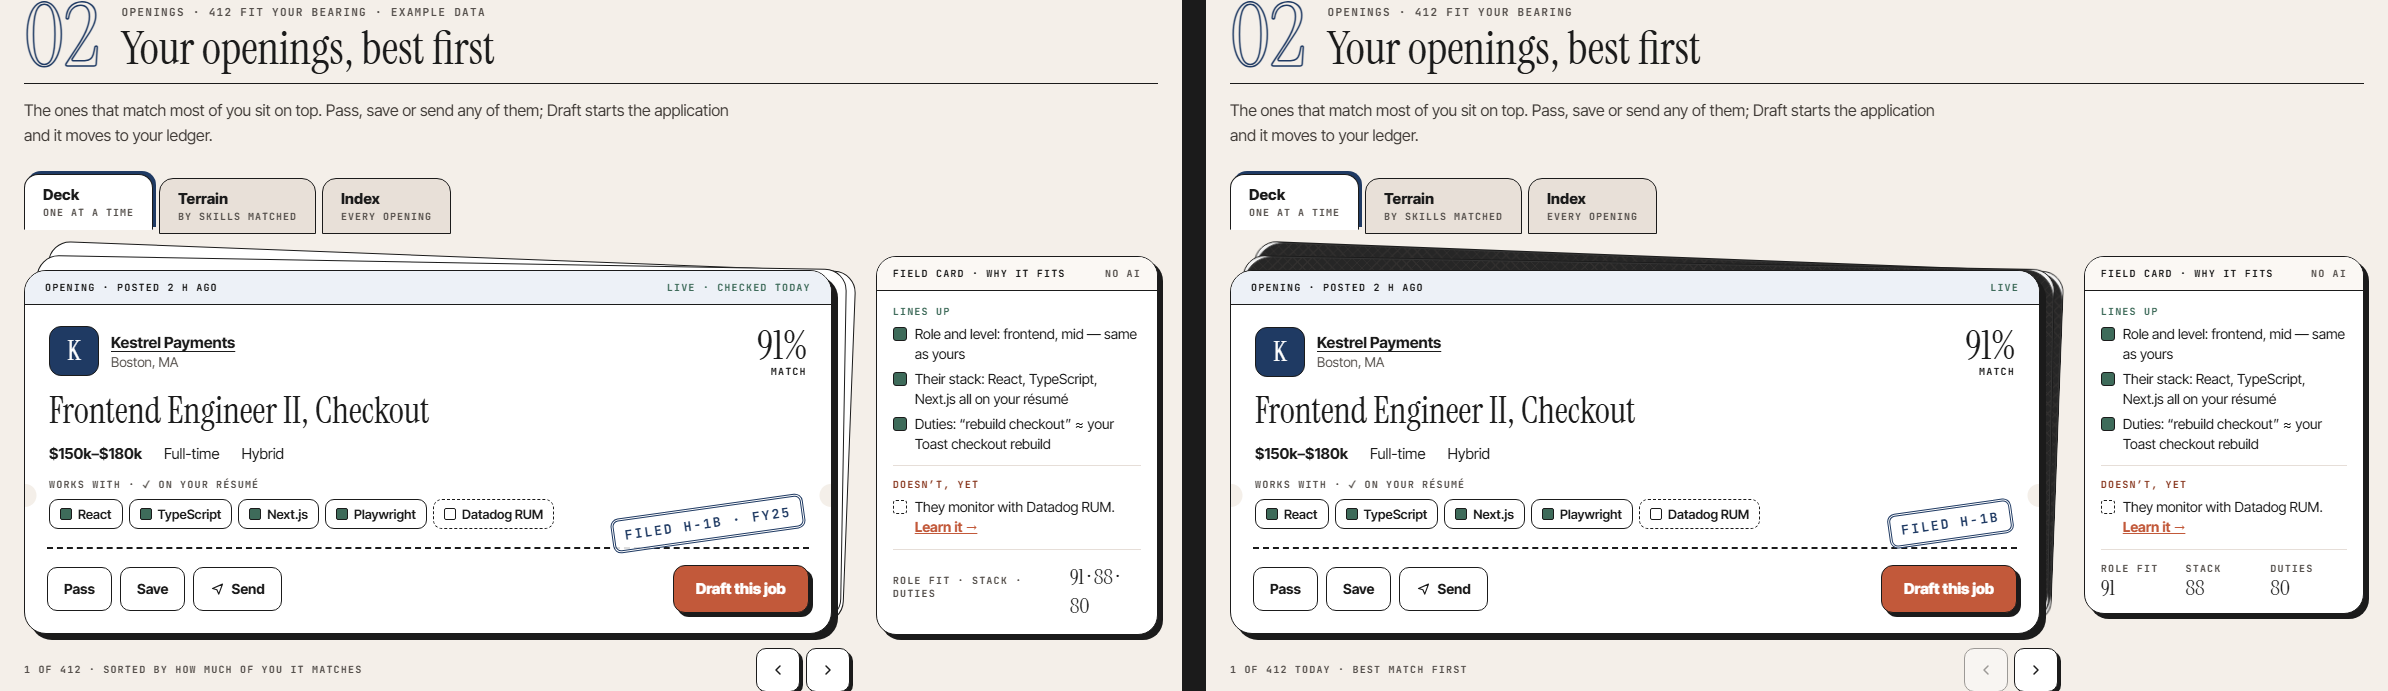 02
OPENINGS · 412 FIT YOUR BEARING · EXAMPLE DATA
Your openings, best first
The ones that match most of you sit on top. Pass, save or send any of them; Draft starts the application
and it moves to your ledger.
Deck
ONE AT A TIME
Terrain
BY SKILLS MATCHED
Index
EVERY OPENING
OPENING · POSTED 2 H AGO
LIVE · CHECKED TODAY
K
Kestrel Payments
Boston, MA
91%
MATCH
Frontend Engineer II, Checkout
$150k–$180k Full-time Hybrid
WORKS WITH · ✓ ON YOUR RÉSUMÉ
React TypeScript Next.js Playwright Datadog RUM
FILED H-1B · FY25
Pass Save Send Draft this job
1 OF 412 · SORTED BY HOW MUCH OF YOU IT MATCHES
FIELD CARD · WHY IT FITS NO AI
LINES UP
Role and level: frontend, mid — same
as yours
Their stack: React, TypeScript,
Next.js all on your résumé
Duties: “rebuild checkout” ≈ your
Toast checkout rebuild
DOESN’T, YET
They monitor with Datadog RUM.
Learn it →
ROLE FIT · STACK ·
DUTIES
91·88·
80
02
OPENINGS · 412 FIT YOUR BEARING
Your openings, best first
The ones that match most of you sit on top. Pass, save or send any of them; Draft starts the application
and it moves to your ledger.
Deck
ONE AT A TIME
Terrain
BY SKILLS MATCHED
Index
EVERY OPENING
OPENING · POSTED 2 H AGO
LIVE
K
Kestrel Payments
Boston, MA
91%
MATCH
Frontend Engineer II, Checkout
$150k–$180k Full-time Hybrid
WORKS WITH · ✓ ON YOUR RÉSUMÉ
React TypeScript Next.js Playwright Datadog RUM
FILED H-1B
Pass Save Send Draft this job
1 OF 412 TODAY · BEST MATCH FIRST
FIELD CARD · WHY IT FITS NO AI
LINES UP
Role and level: frontend, mid — same
as yours
Their stack: React, TypeScript,
Next.js all on your résumé
Duties: “rebuild checkout” ≈ your
Toast checkout rebuild
DOESN’T, YET
They monitor with Datadog RUM.
Learn it →
ROLE FIT STACK DUTIES
91 88 80